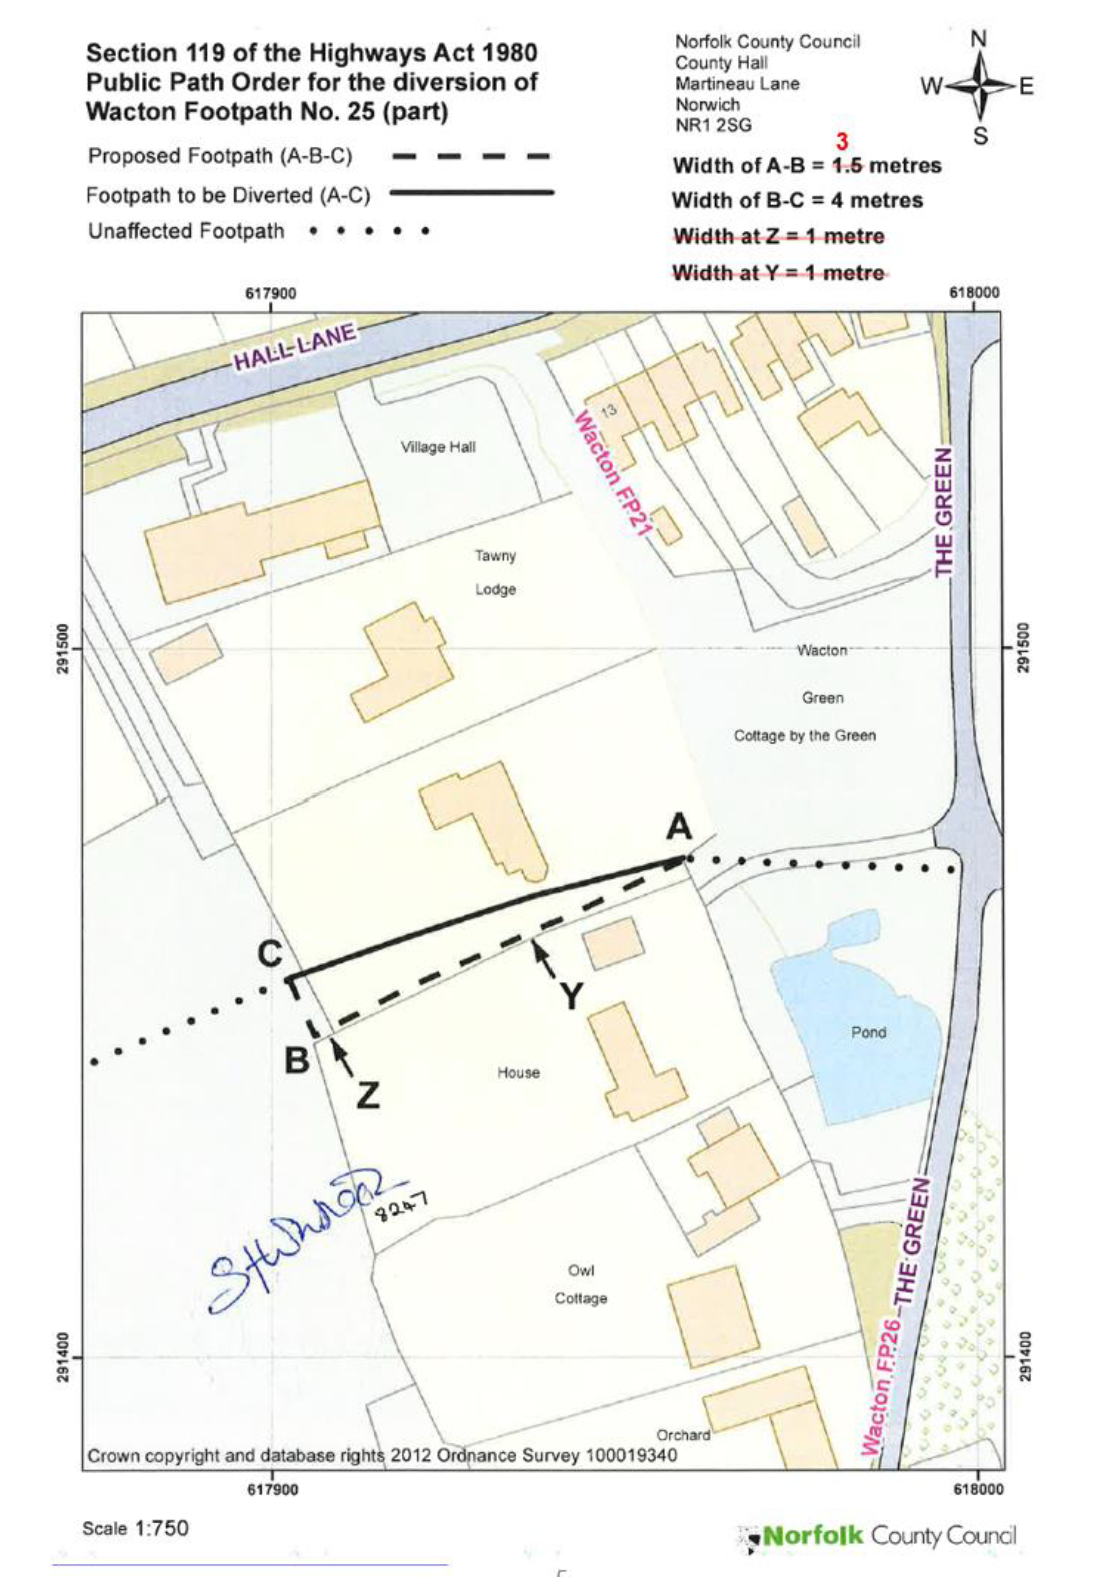 Section 119 of the Highways Act 1980
Public Path Order for the diversion of
Wacton Footpath No. 25 (part)
Proposed Footpath (A-B-C)
Footpath to be Diverted (A-C)
Unaffected Footpath
Norfolk County Council
County Hall
Martineau Lane
Norwich
NR1 2SG
N
W E
S
3
Width of A-B = 1.5 metres
Width of B-C = 4 metres
Width at Z = 1 metre
Width at Y = 1 metre
617900
618000
HALL LANE
13
Village Hall
Wacton FP21
THE GREEN
Tawny
Lodge
291500
291500
Wacton
Green
Cottage by the Green
A
C
Y
B
Z
Pond
House
8247
THE GREEN
Owl
Cottage
291400
291400
Wacton FP26
Orchard
Crown copyright and database rights 2012 Ordnance Survey 100019340
617900
618000
Scale 1:750
Norfolk County Council